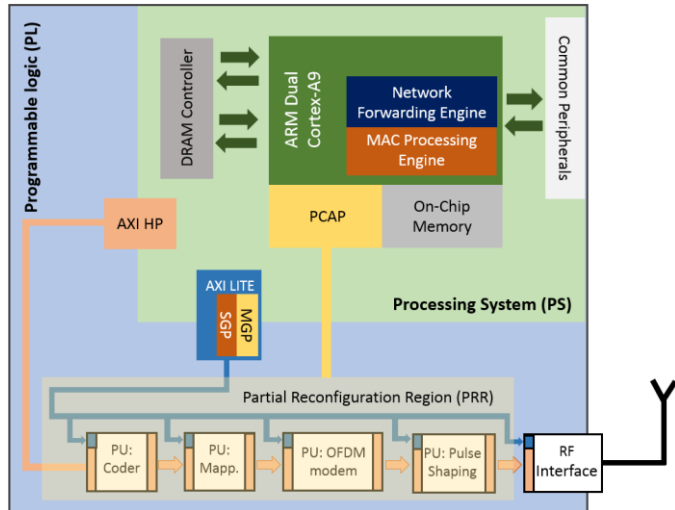 Programmable logic (PL)
DRAM Controller
ARM Dual
Cortex-A9
Network
Forwarding Engine
MAC Processing
Engine
Common Peripherals
AXI HP
PCAP
On-Chip
Memory
AXI LITE
SGP
MGP
Processing System (PS)
Partial Reconfiguration Region (PRR)
PU:
Coder
PU:
Mapp.
PU: OFDM
modem
PU: Pulse
Shaping
RF
Interface